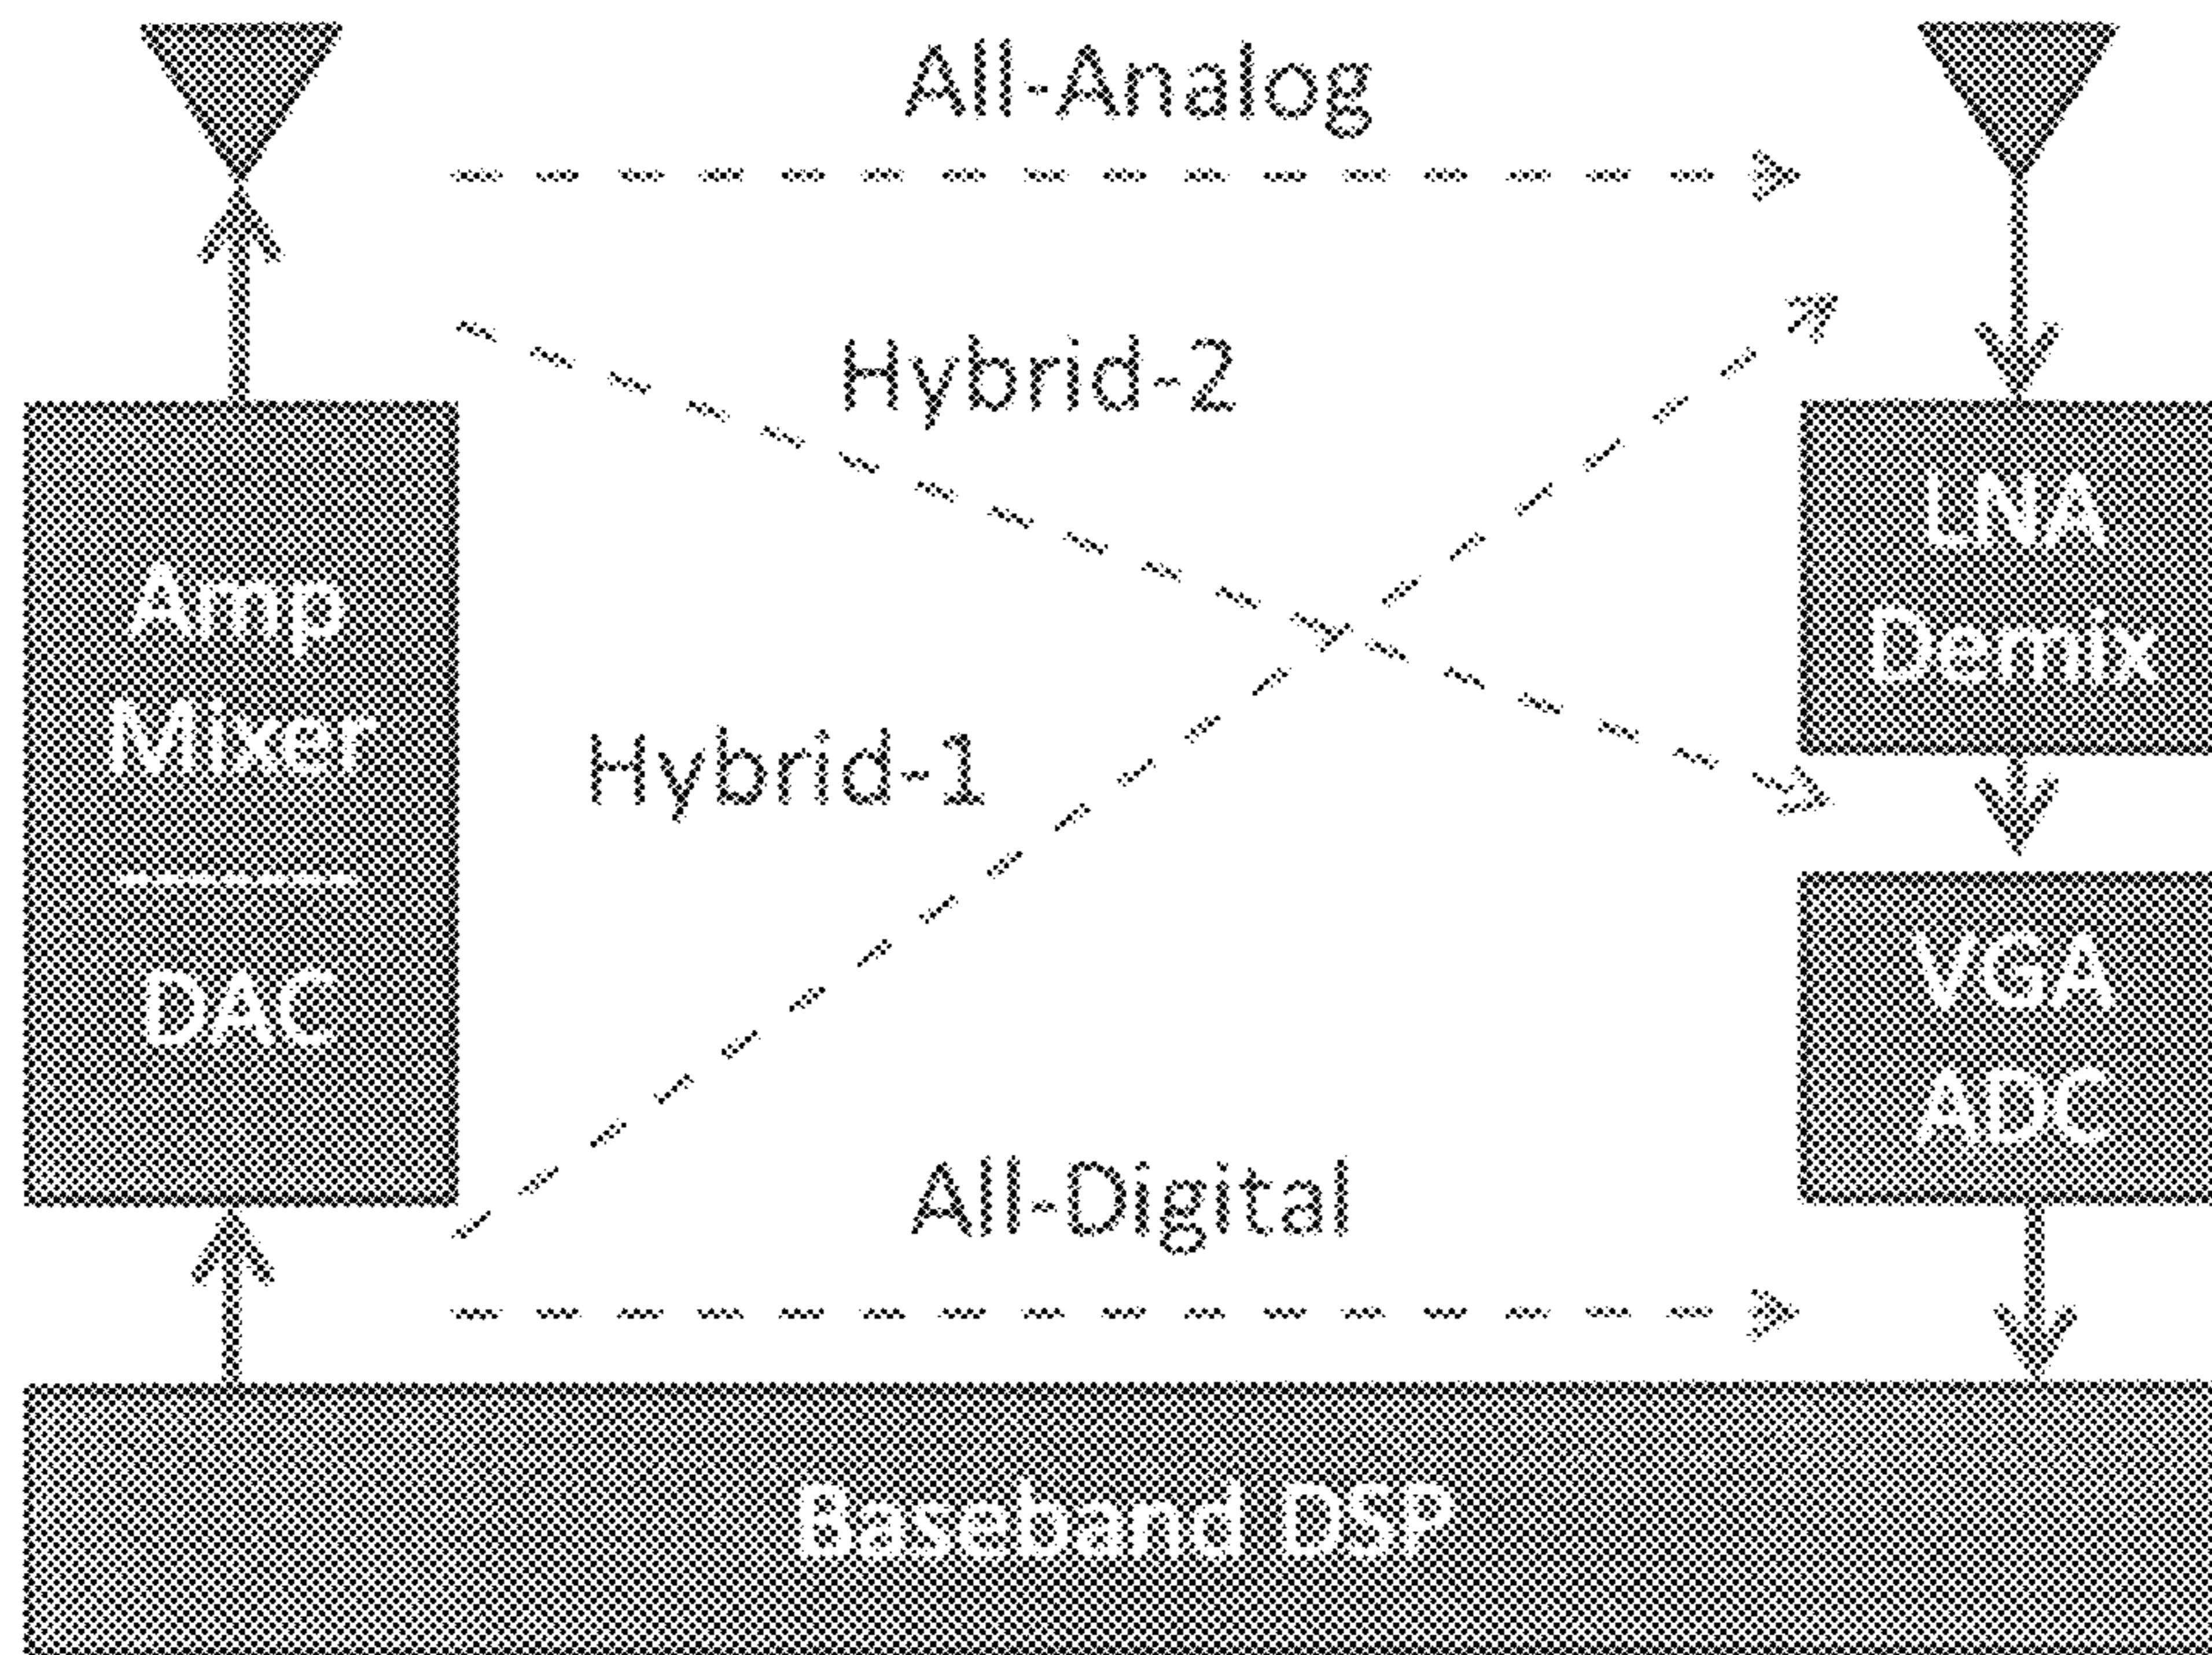 All-Analog
Hybrid-2
Hybrid-1
All-Digital
Amp
Mixer
DAC
LNA
Demix
VGA
ADC
Baseband DSP